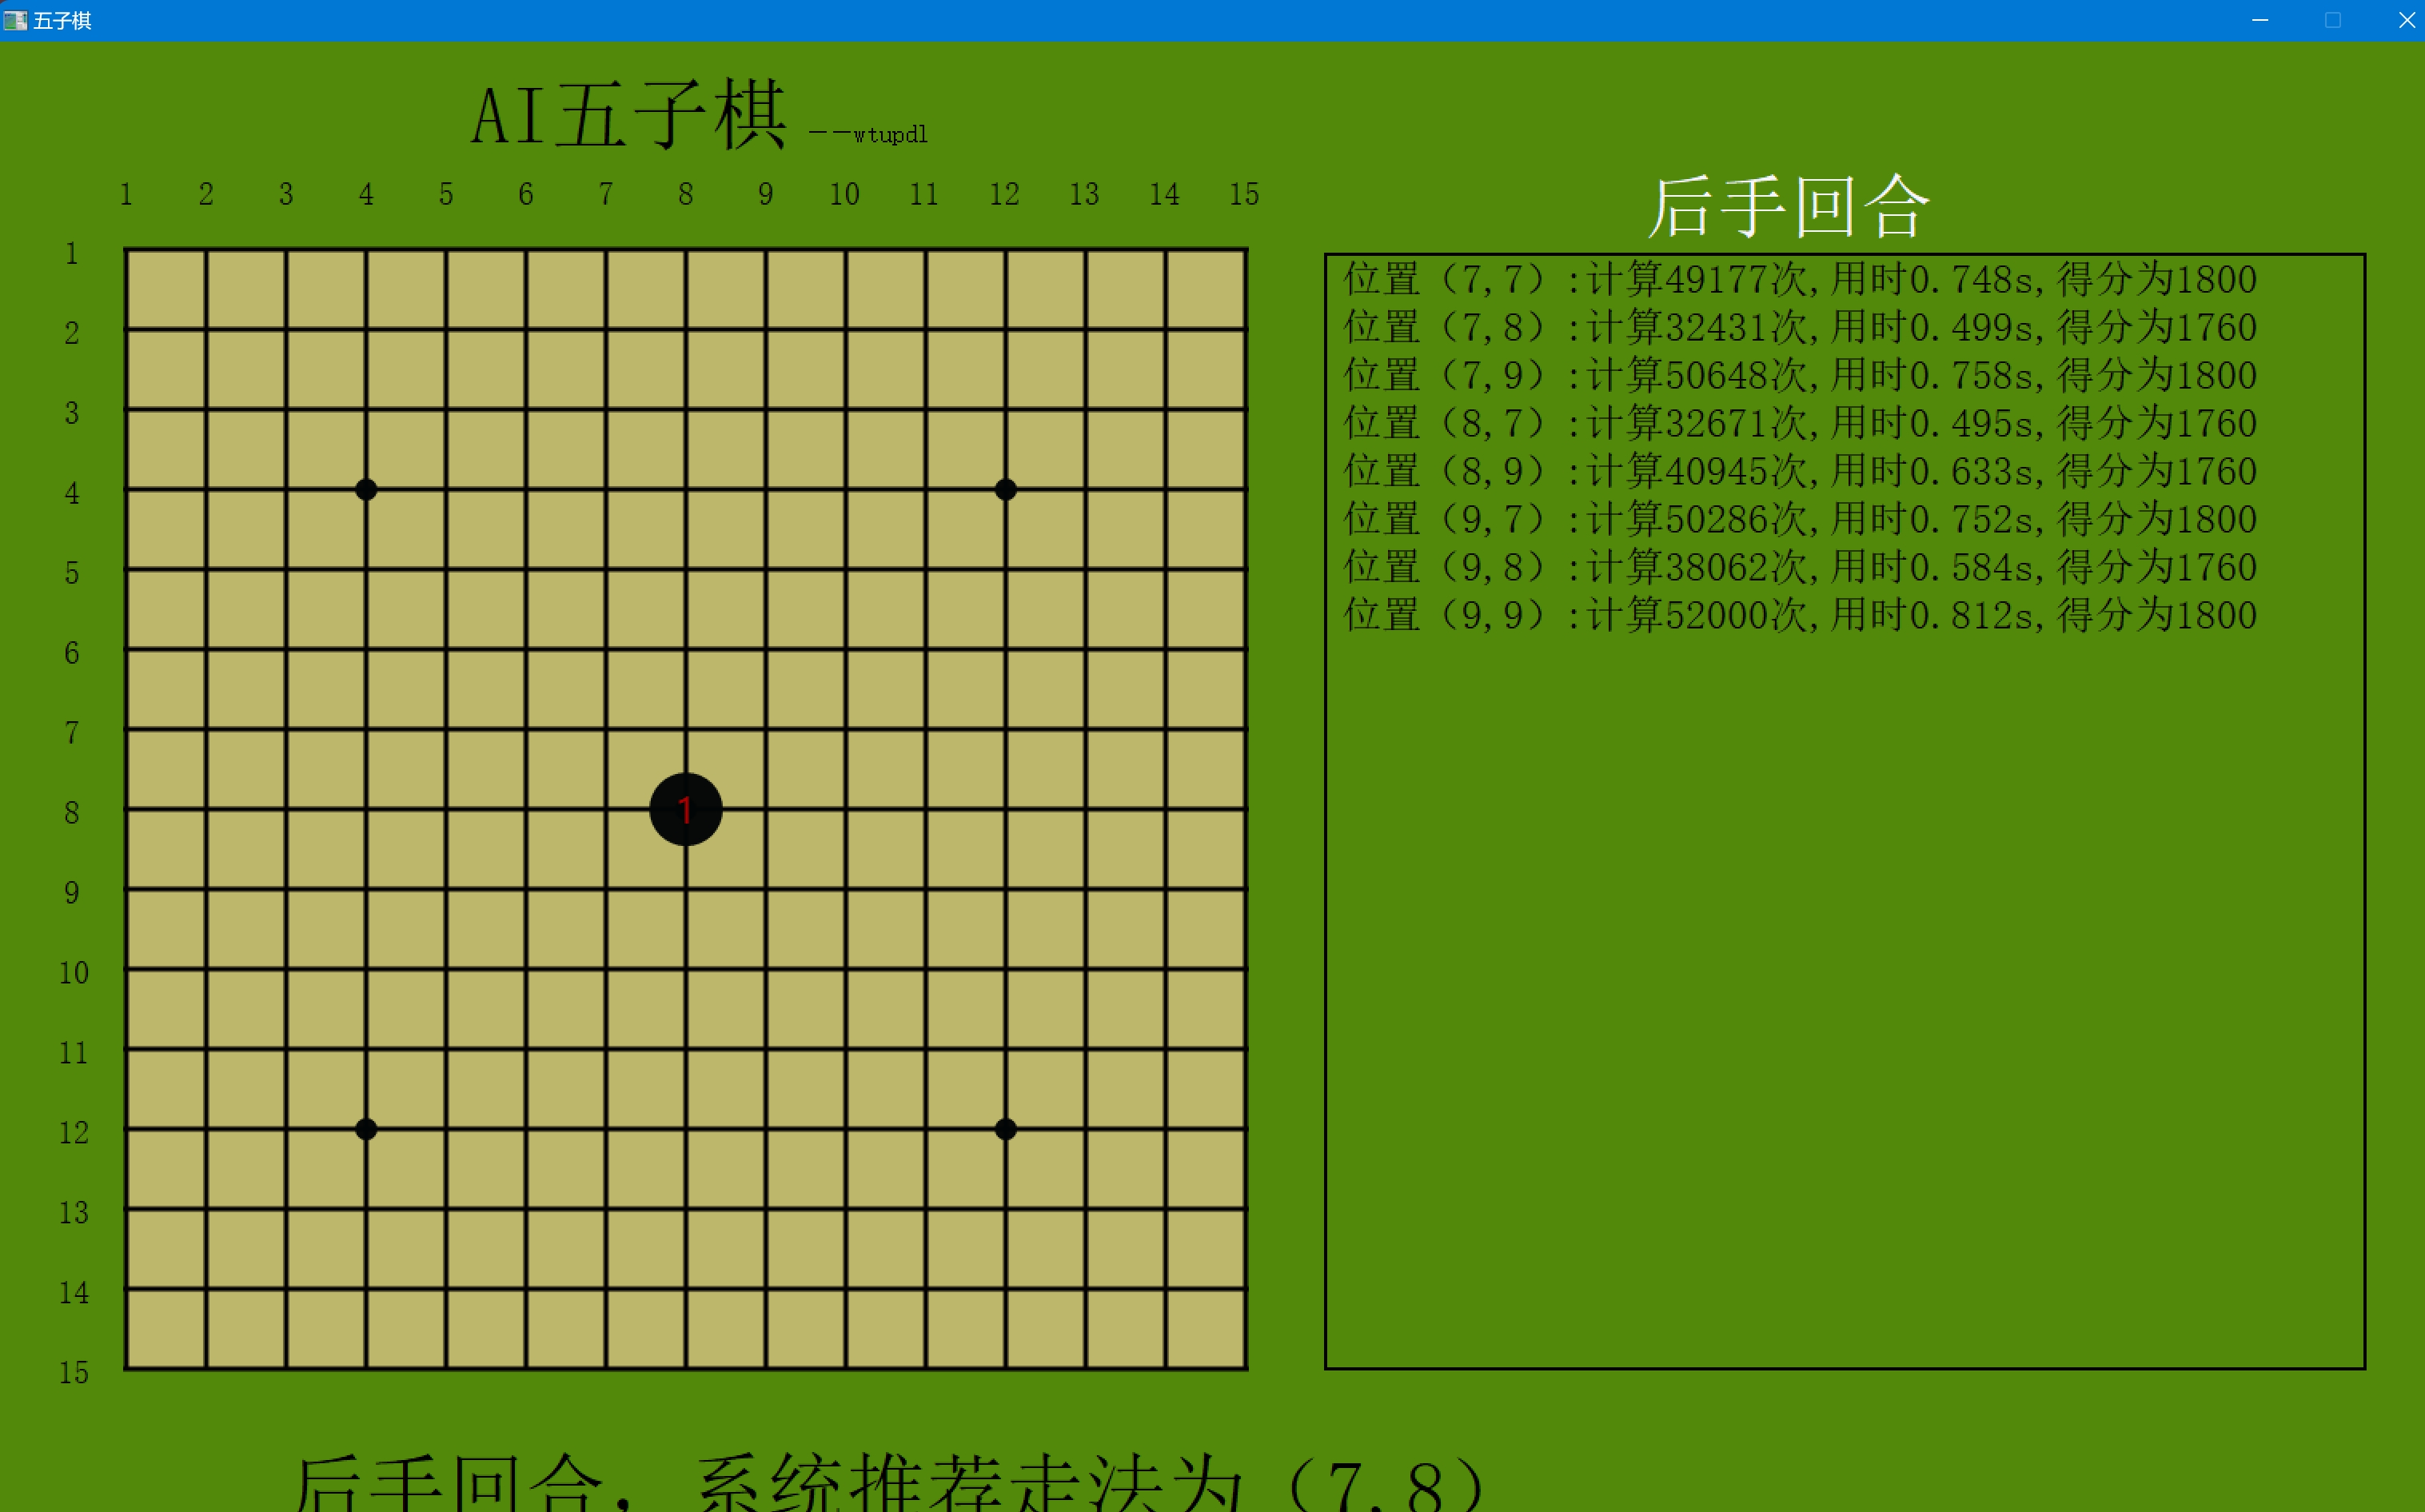 五子棋
AI五子棋 ——wtupdl
1 2 3 4 5 6 7 8 9 10 11 12 13 14 15
后手回合
1
2
3
4
5
6
7
8
9
10
11
12
13
14
15
1
位置（7,7）:计算49177次,用时0.748s,得分为1800
位置（7,8）:计算32431次,用时0.499s,得分为1760
位置（7,9）:计算50648次,用时0.758s,得分为1800
位置（8,7）:计算32671次,用时0.495s,得分为1760
位置（8,9）:计算40945次,用时0.633s,得分为1760
位置（9,7）:计算50286次,用时0.752s,得分为1800
位置（9,8）:计算38062次,用时0.584s,得分为1760
位置（9,9）:计算52000次,用时0.812s,得分为1800
后手回合，系统推荐走法为（7,8）